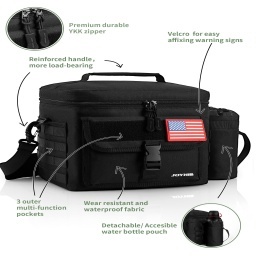 Premium durable
YKK zipper
Velcro for easy
affixing warning signs
Reinforced handle,
more load-bearing
3 outer
multi-function
pockets
Wear resistant and
waterproof fabric
Detachable/ Accesible
water bottle pouch